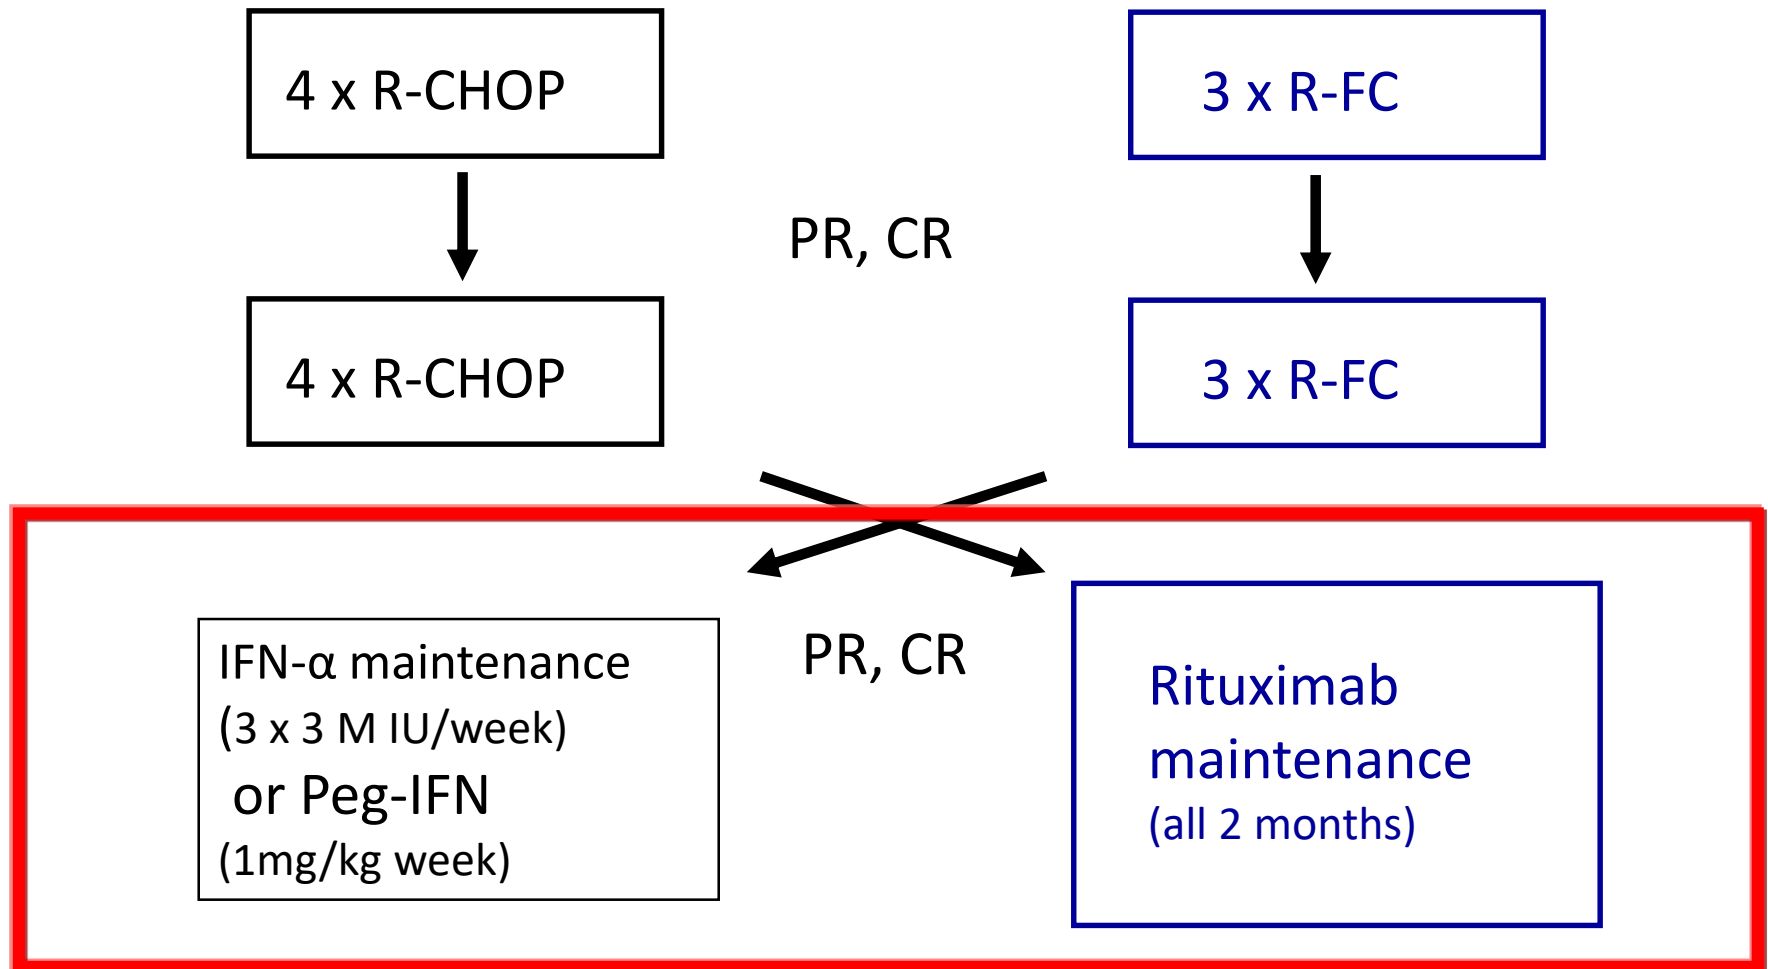 4 x R-CHOP
3 x R-FC
PR, CR
4 x R-CHOP
3 x R-FC
IFN-α maintenance
(3 x 3 M IU/week)
or Peg-IFN
(1mg/kg week)
PR, CR
Rituximab
maintenance
(all 2 months)